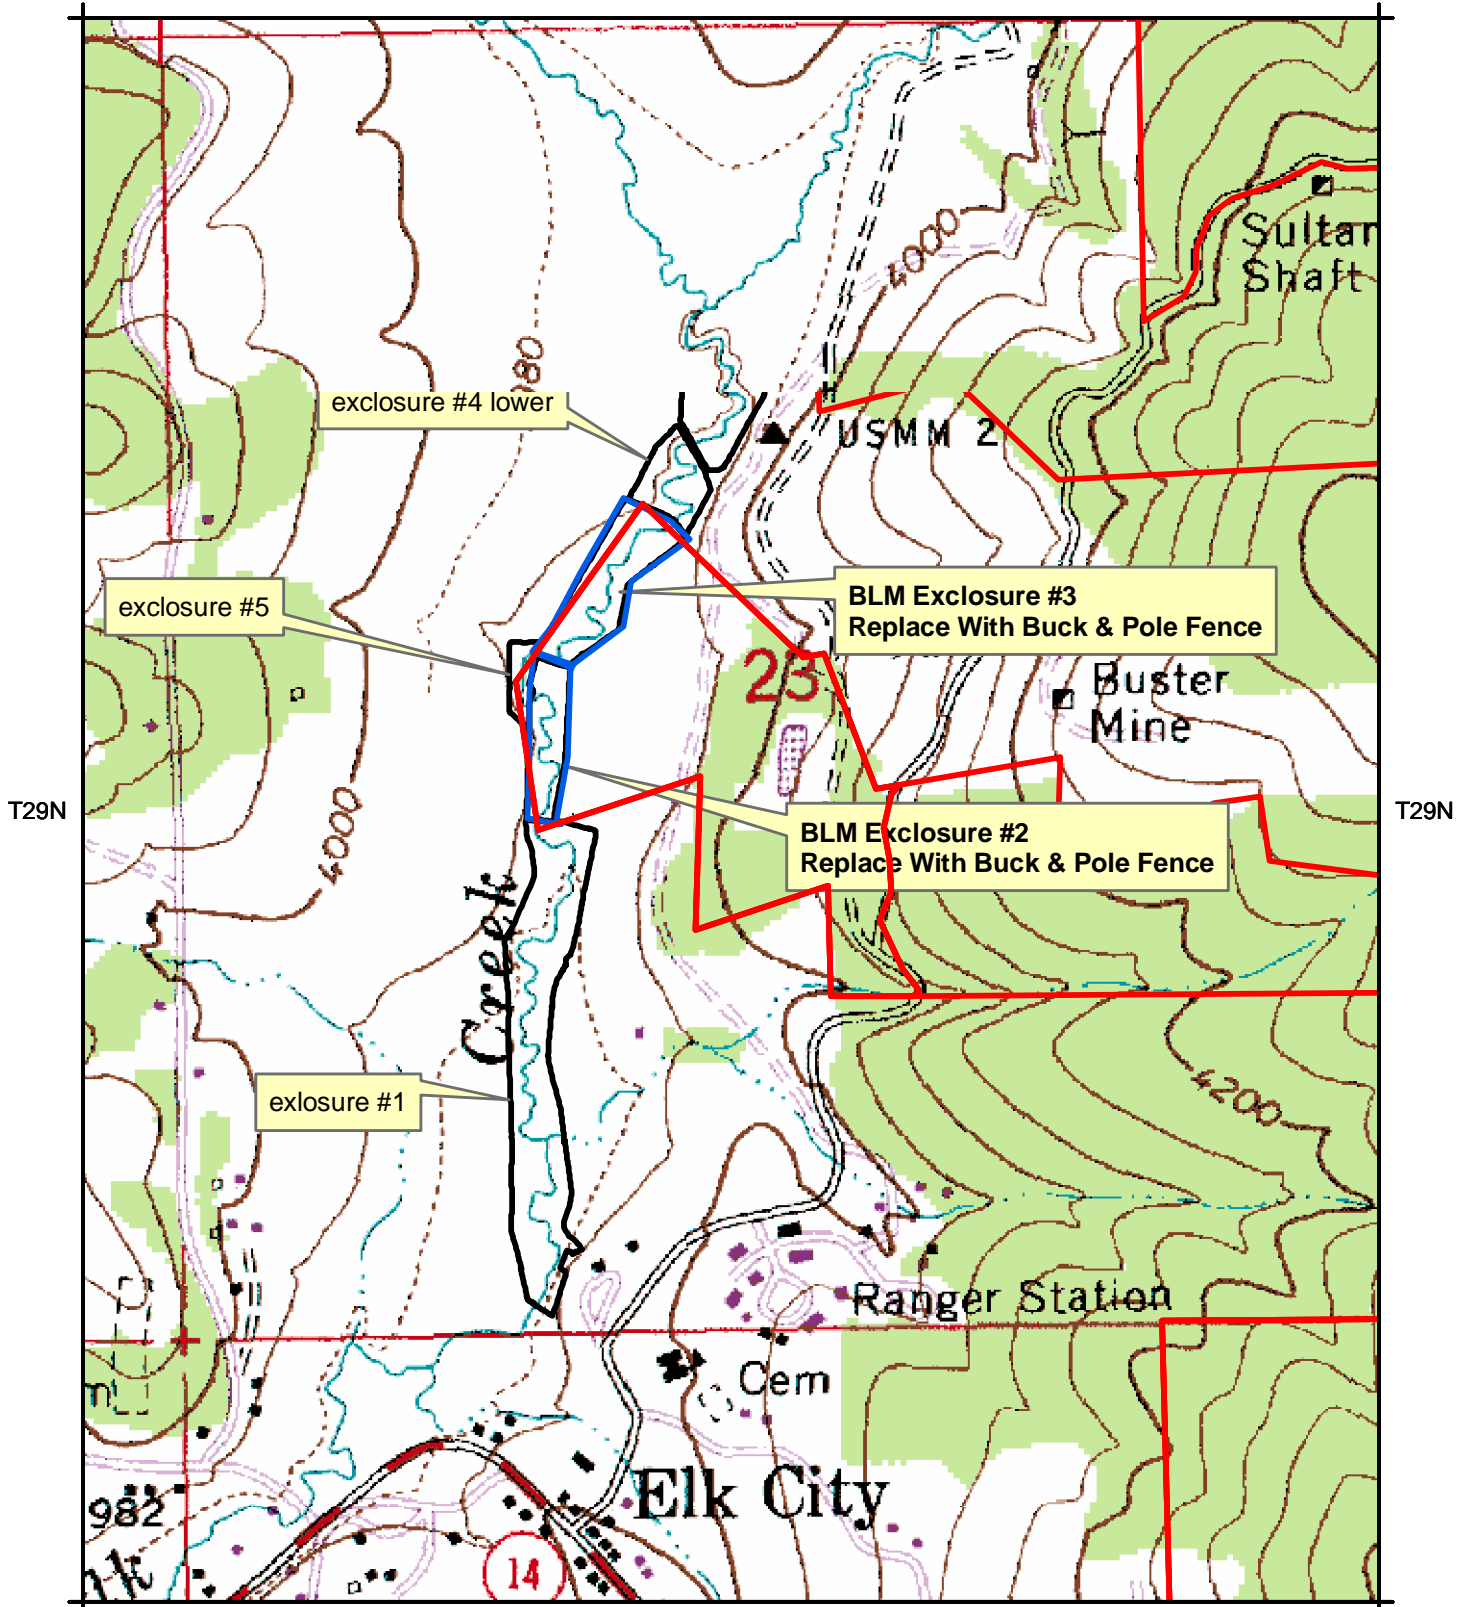 4000
Sultan
Shaft
80
exclosure #4 lower
USMM 2
exclosure #5
BLM Exclosure #3
Replace With Buck & Pole Fence
23
Buster
Mine
T29N
T29N
4000
BLM Exclosure #2
Replace With Buck & Pole Fence
Creek
exlosure #1
4200
Ranger Station
Cem
m
Elk City
982
14
lk